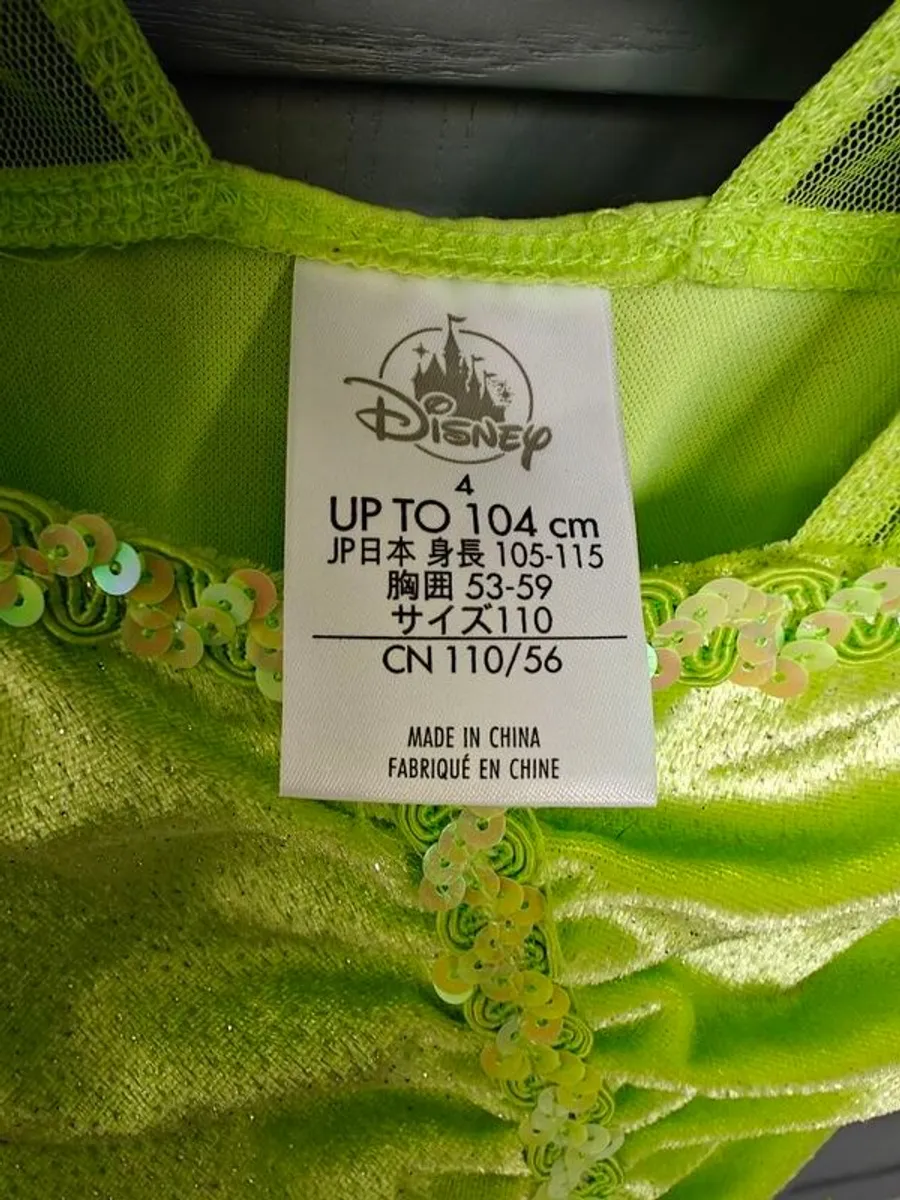 Disney
4
UP TO 104 cm
JP日本 身長 105-115
胸囲 53-59
サイズ110
CN 110/56
MADE IN CHINA
FABRIQUÉ EN CHINE